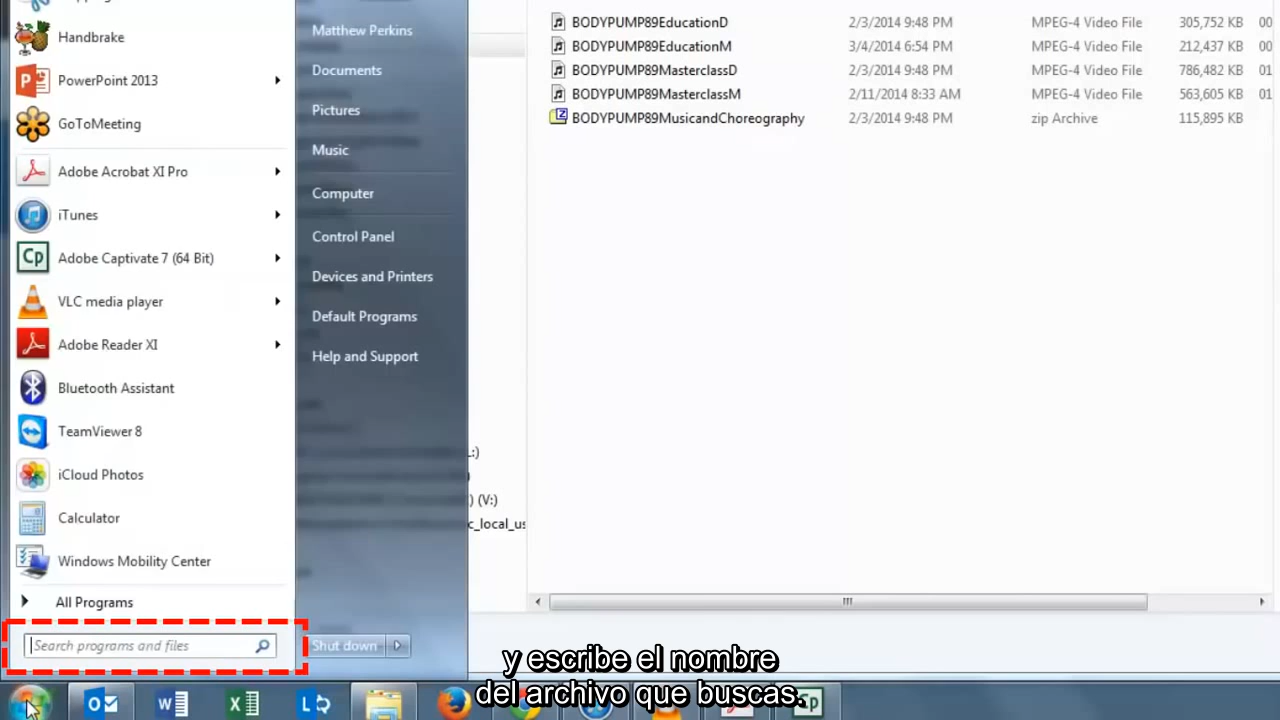 Handbrake
PowerPoint 2013
GoToMeeting
Adobe Acrobat XI Pro
iTunes
Adobe Captivate 7 (64 Bit)
VLC media player
Adobe Reader XI
Bluetooth Assistant
TeamViewer 8
iCloud Photos
Calculator
Windows Mobility Center
All Programs
Search programs and files
Matthew Perkins
Documents
Pictures
Music
Computer
Control Panel
Devices and Printers
Default Programs
Help and Support
Shut down
:)
) (V:)
c_local_us
BODYPUMP89EducationD 2/3/2014 9:48 PM MPEG-4 Video File 305,752 KB 00
BODYPUMP89EducationM 3/4/2014 6:54 PM MPEG-4 Video File 212,437 KB 00
BODYPUMP89MasterclassD 2/3/2014 9:48 PM MPEG-4 Video File 786,482 KB 01
BODYPUMP89MasterclassM 2/11/2014 8:33 AM MPEG-4 Video File 563,605 KB 01
BODYPUMP89MusicandChoreography 2/3/2014 9:48 PM zip Archive 115,895 KB
y escribe el nombre
del archivo que buscas.